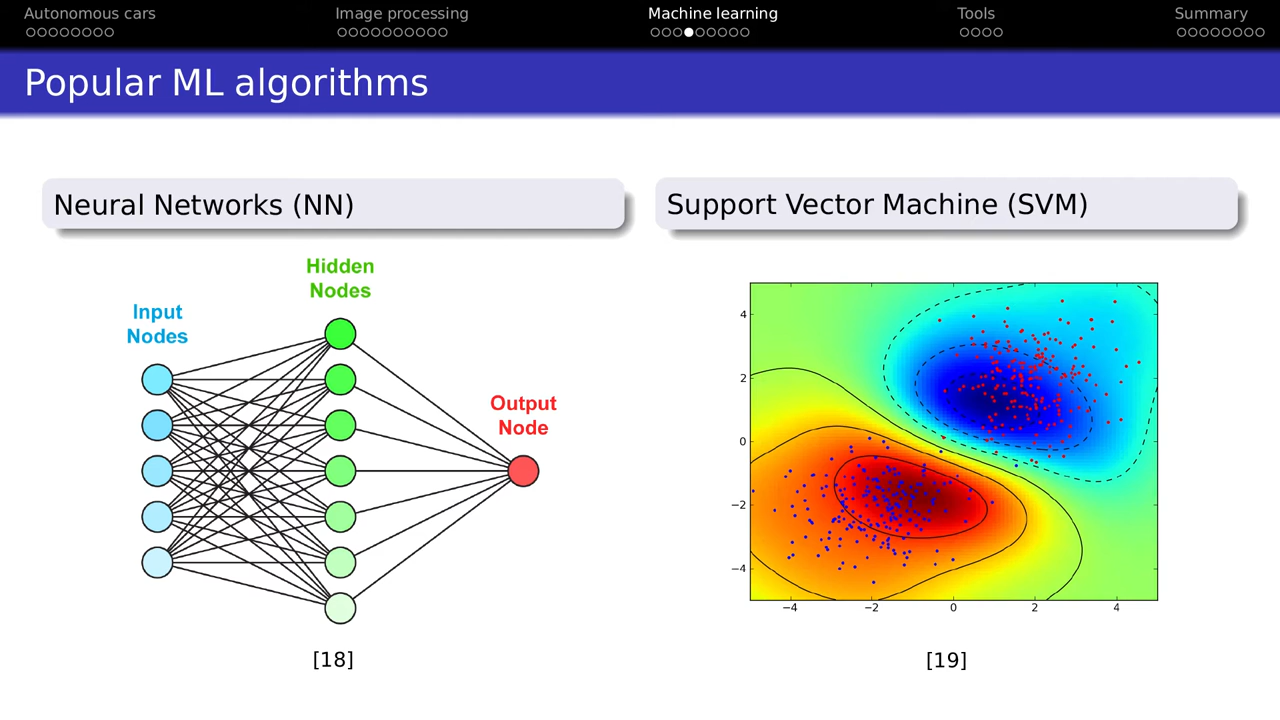 Autonomous cars
Image processing
Machine learning
Tools
Summary
Popular ML algorithms
Neural Networks (NN)
Hidden
Nodes
Input
Nodes
Output
Node
[18]
Support Vector Machine (SVM)
4
2
0
−2
−4
−4 −2 0 2 4
[19]